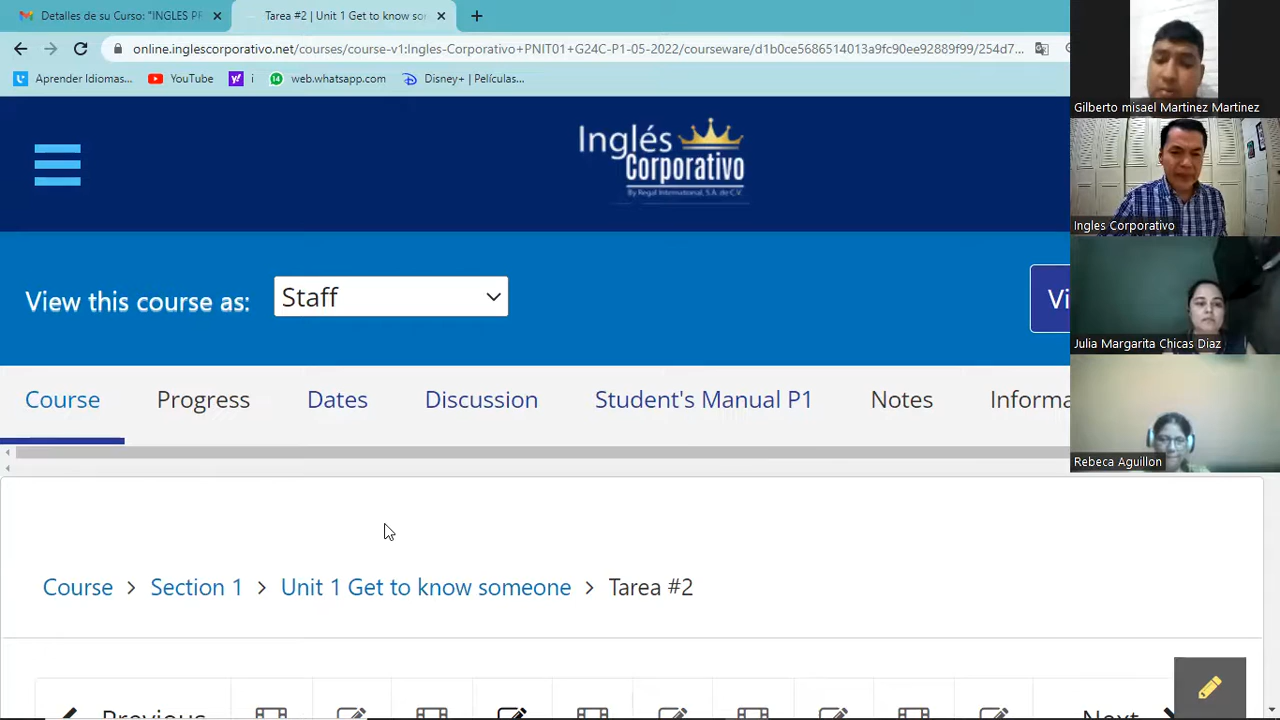 Detalles de su Curso: "INGLES PR
Tarea #2 | Unit 1 Get to know so
online.inglescorporativo.net/courses/course-v1:Ingles-Corporativo+PNIT01+G24C-P1-05-2022/courseware/d1b0ce5686514013a9fc90ee92889f99/254d7...
Aprender Idiomas...
YouTube
i
14
web.whatsapp.com
Disney+ | Películas,...
Inglés
Corporativo
By Regal International, S.A. de C.V.
View this course as:
Staff
Vi
Course
Progress
Dates
Discussion
Student's Manual P1
Notes
Informa
Course > Section 1 > Unit 1 Get to know someone > Tarea #2
Previous
Next
Gilberto misael Martinez Martinez
Ingles Corporativo
Julia Margarita Chicas Diaz
Rebeca Aguillon